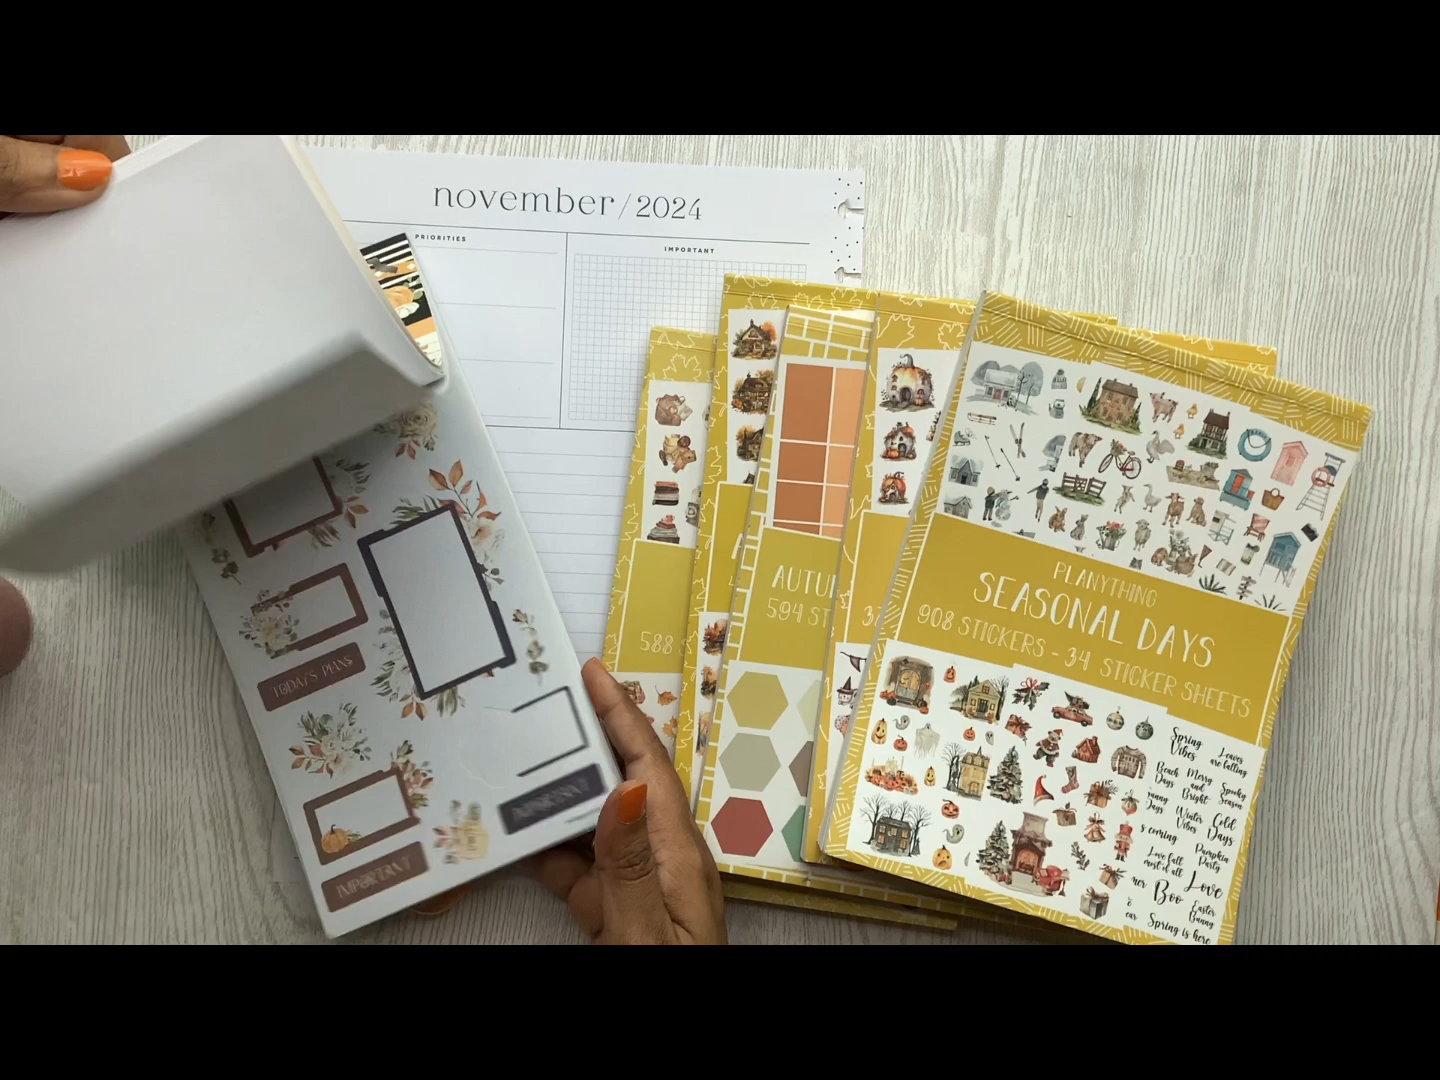 november/2024
PRIORITIES
IMPORTANT
TODAY'S PLANS
IMPORTANT
588
AUTU
594 ST
PLANYTHING
SEASONAL DAYS
908 STICKERS - 34 STICKER SHEETS
Spring
Vibes
Leaves
are falling
Beach
Days
Merry
and
Bright
Spooky
Season
Winter
Vibes
Cold
Days
s coming
Pumpkin
Party
Love fall
most of all
Love
Boo
Easter
Bunny
Spring is here